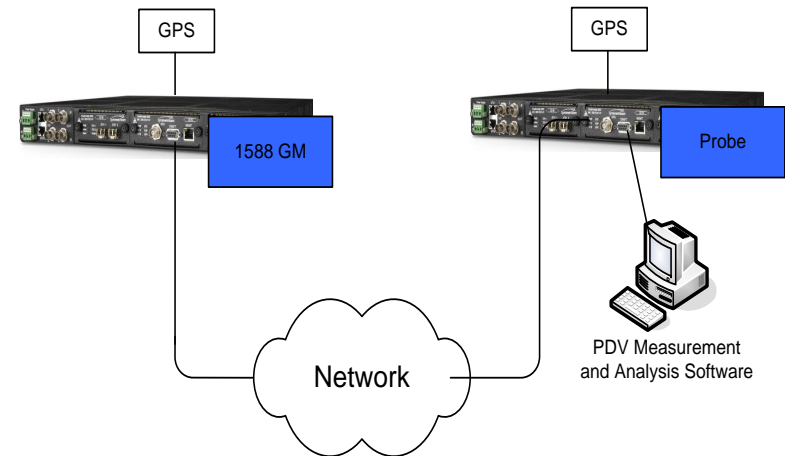 GPS
GPS
1588 GM
Probe
Network
PDV Measurement
and Analysis Software